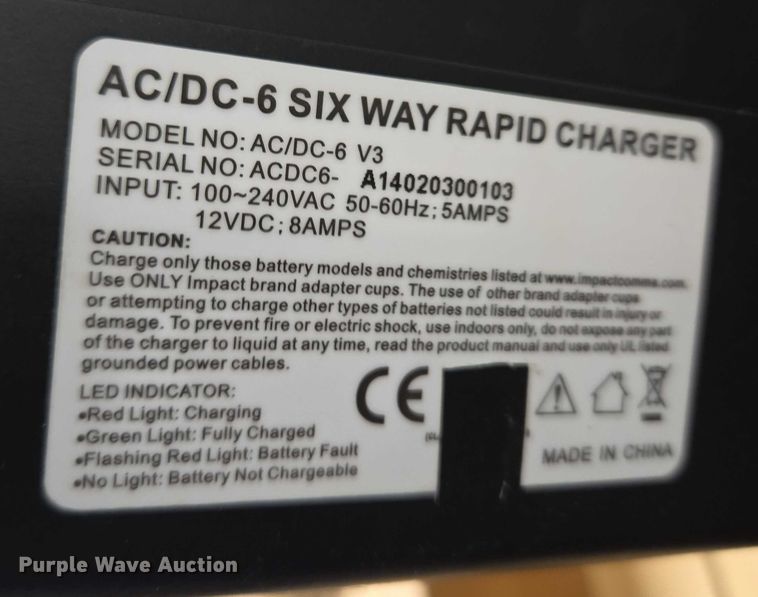 AC/DC-6 SIX WAY RAPID CHARGER
MODEL NO: AC/DC-6 V3
SERIAL NO: ACDC6- A14020300103
INPUT: 100~240VAC 50-60Hz; 5AMPS
12VDC; 8AMPS
CAUTION:
Charge only those battery models and chemistries listed at www.impactcomms.com.
Use ONLY Impact brand adapter cups. The use of other brand adapter cups
or attempting to charge other types of batteries not listed could result in injury or
damage. To prevent fire or electric shock, use indoors only, do not expose any part
of the charger to liquid at any time, read the product manual and use only UL listed
grounded power cables.
LED INDICATOR:
•Red Light: Charging
•Green Light: Fully Charged
•Flashing Red Light: Battery Fault
•No Light: Battery Not Chargeable
CE
MADE IN CHINA
Purple Wave Auction